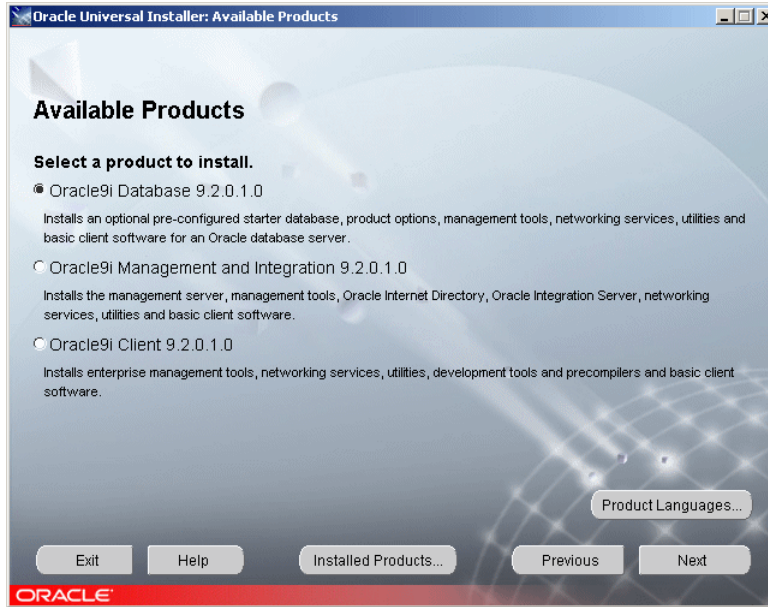 Oracle Universal Installer: Available Products
Available Products
Select a product to install.
Oracle9i Database 9.2.0.1.0
Installs an optional pre-configured starter database, product options, management tools, networking services, utilities and
basic client software for an Oracle database server.
Oracle9i Management and Integration 9.2.0.1.0
Installs the management server, management tools, Oracle Internet Directory, Oracle Integration Server, networking
services, utilities and basic client software.
Oracle9i Client 9.2.0.1.0
Installs enterprise management tools, networking services, utilities, development tools and precompilers and basic client
software.
Product Languages...
Exit Help Installed Products... Previous Next
ORACLE